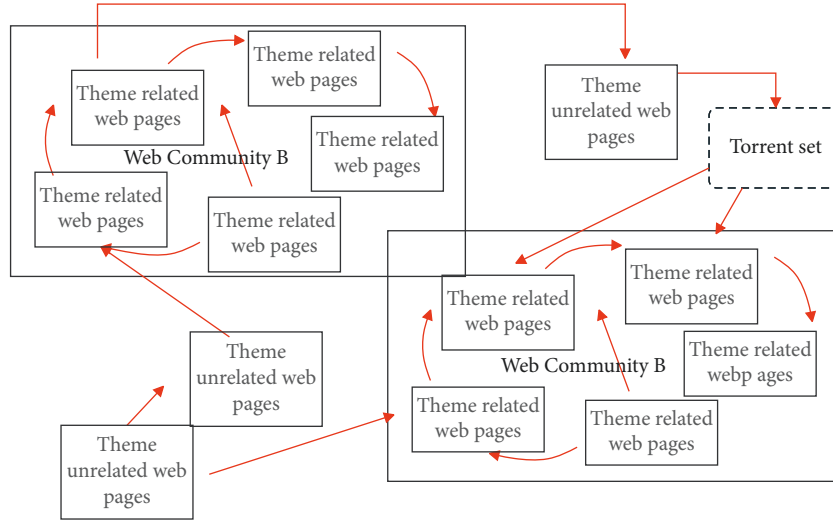 Theme related
web pages
Theme related
web pages
Theme related
web pages
Web Community B
Theme related
web pages
Theme related
web pages
Theme
unrelated web
pages
Torrent set
Theme related
web pages
Theme related
web pages
Theme related
webp ages
Web Community B
Theme related
web pages
Theme related
web pages
Theme
unrelated web
pages
Theme
unrelated web
pages